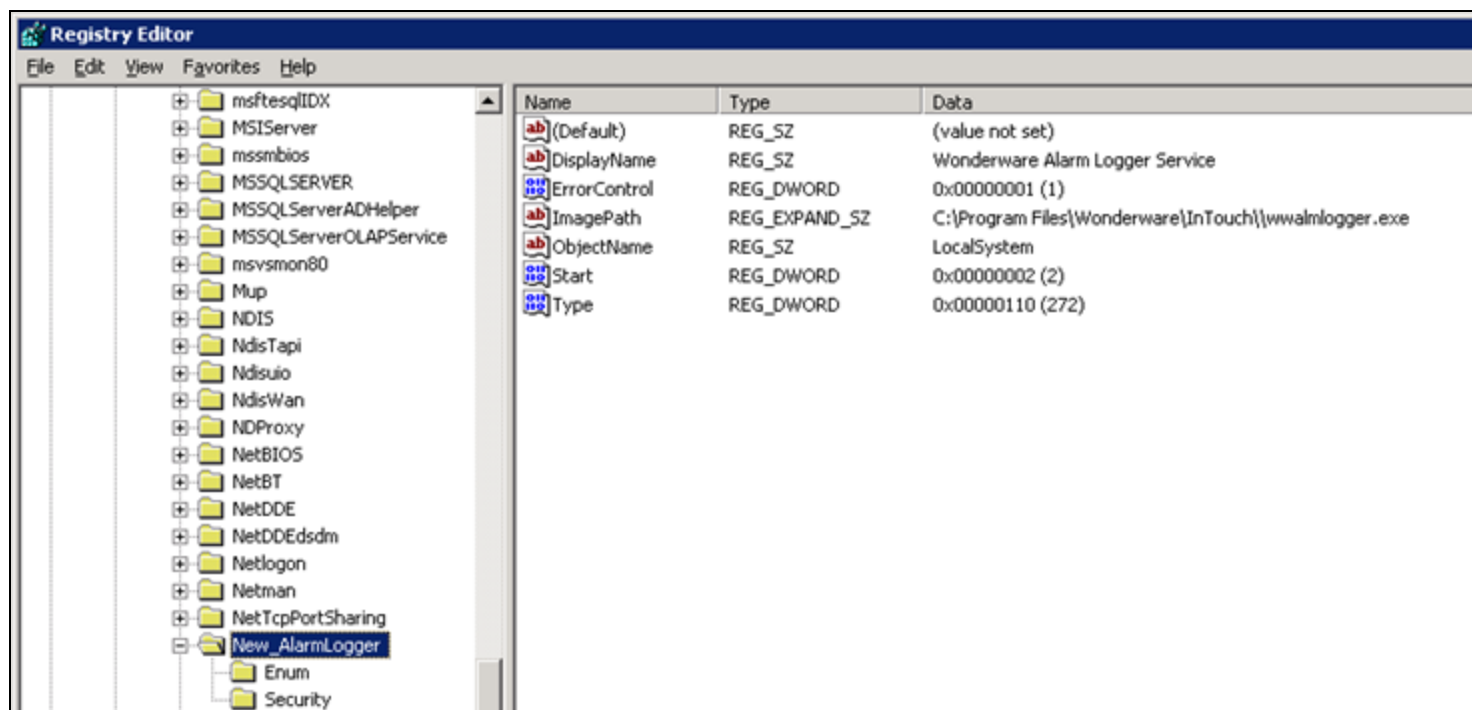 Registry Editor
File Edit View Favorites Help
msftesqlIDX
MSIServer
mssmbios
MSSQLSERVER
MSSQLServerADHelper
MSSQLServerOLAPService
msvsmon80
Mup
NDIS
NdisTapi
Ndisuio
NdisWan
NDProxy
NetBIOS
NetBT
NetDDE
NetDDEdsdm
Netlogon
Netman
NetTcpPortSharing
New_AlarmLogger
Enum
Security
Name Type Data
(Default) REG_SZ (value not set)
DisplayName REG_SZ Wonderware Alarm Logger Service
ErrorControl REG_DWORD 0x00000001 (1)
ImagePath REG_EXPAND_SZ C:\Program Files\Wonderware\InTouch\\wwalmlogger.exe
ObjectName REG_SZ LocalSystem
Start REG_DWORD 0x00000002 (2)
Type REG_DWORD 0x00000110 (272)